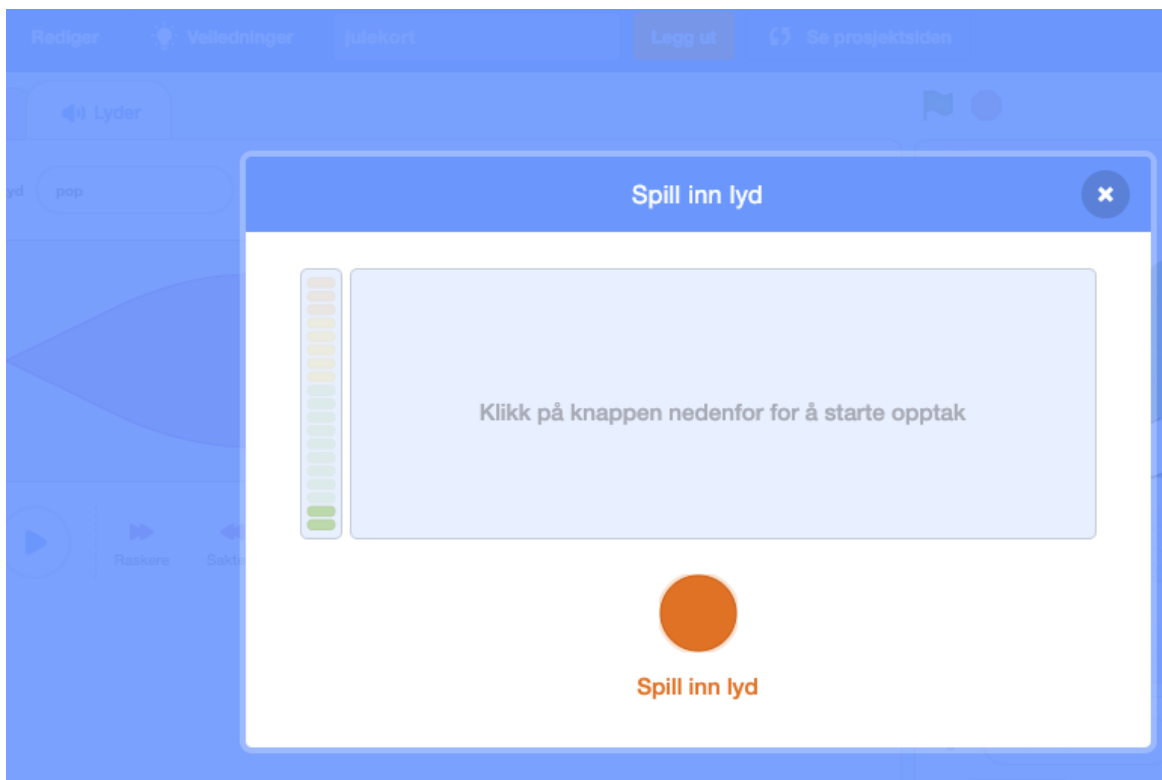 Rediger Veiledninger julekort Legg ut Se prosjektsiden
Lyder
yd pop
Spill inn lyd
Klikk på knappen nedenfor for å starte opptak
Raskere
Spill inn lyd